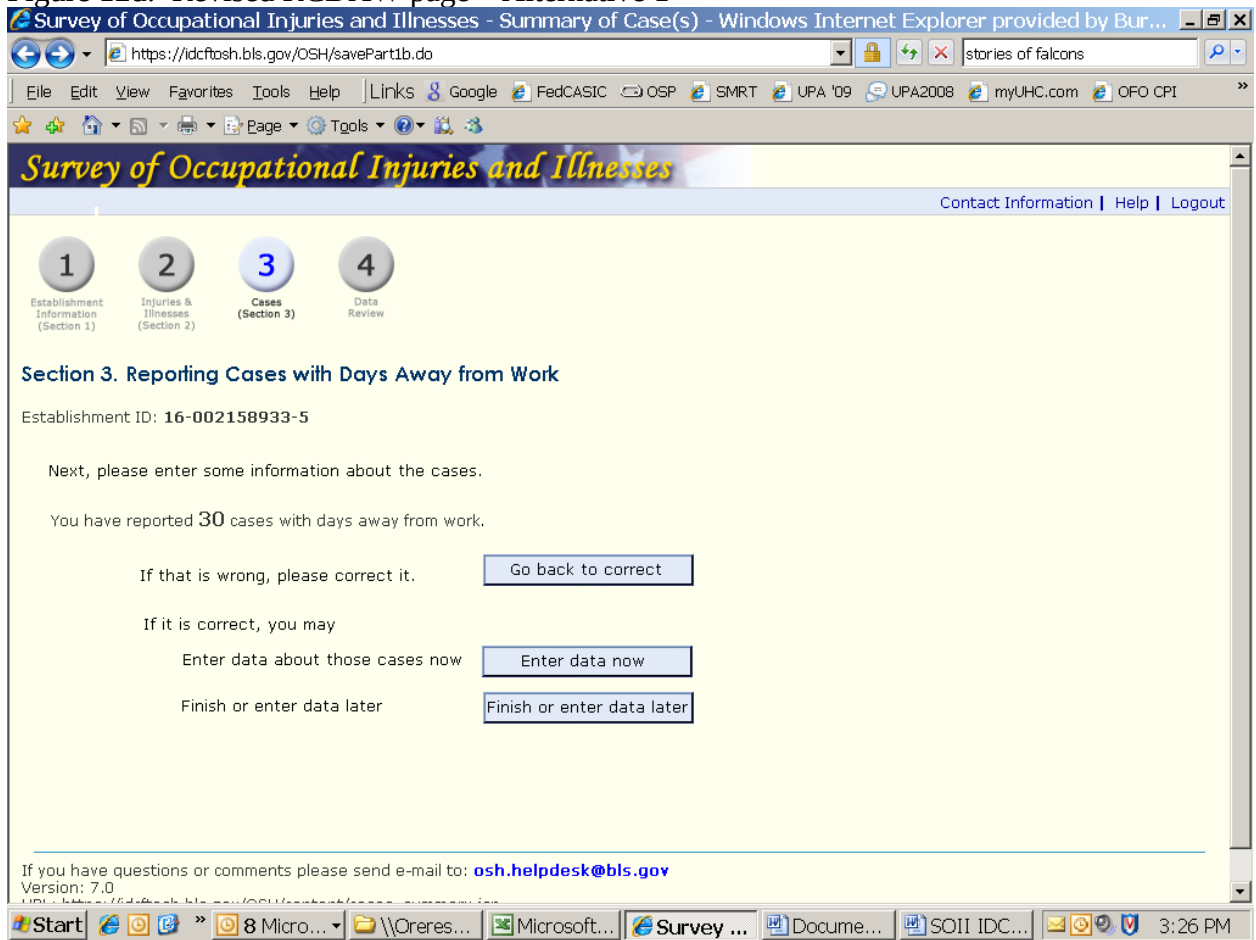 Survey of Occupational Injuries and Illnesses - Summary of Case(s) - Windows Internet Explorer provided by Bur...
https://idcftosh.bls.gov/OSH/savePart1b.do
stories of falcons
File Edit View Favorites Tools Help Links Google FedCASIC OSP SMRT UPA '09 UPA2008 myUHC.com OFO CPI »
Page Tools
Survey of Occupational Injuries and Illnesses
Contact Information | Help | Logout
1 2 3 4
Establishment Information (Section 1)
Injuries & Illnesses (Section 2)
Cases (Section 3)
Data Review
Section 3. Reporting Cases with Days Away from Work
Establishment ID: 16-002158933-5
Next, please enter some information about the cases.
You have reported 30 cases with days away from work.
If that is wrong, please correct it. Go back to correct
If it is correct, you may
Enter data about those cases now Enter data now
Finish or enter data later Finish or enter data later
If you have questions or comments please send e-mail to: osh.helpdesk@bls.gov
Version: 7.0
Start » 8 Micro... \\Oreres... Microsoft... Survey ... Docume... SOII IDC... 3:26 PM